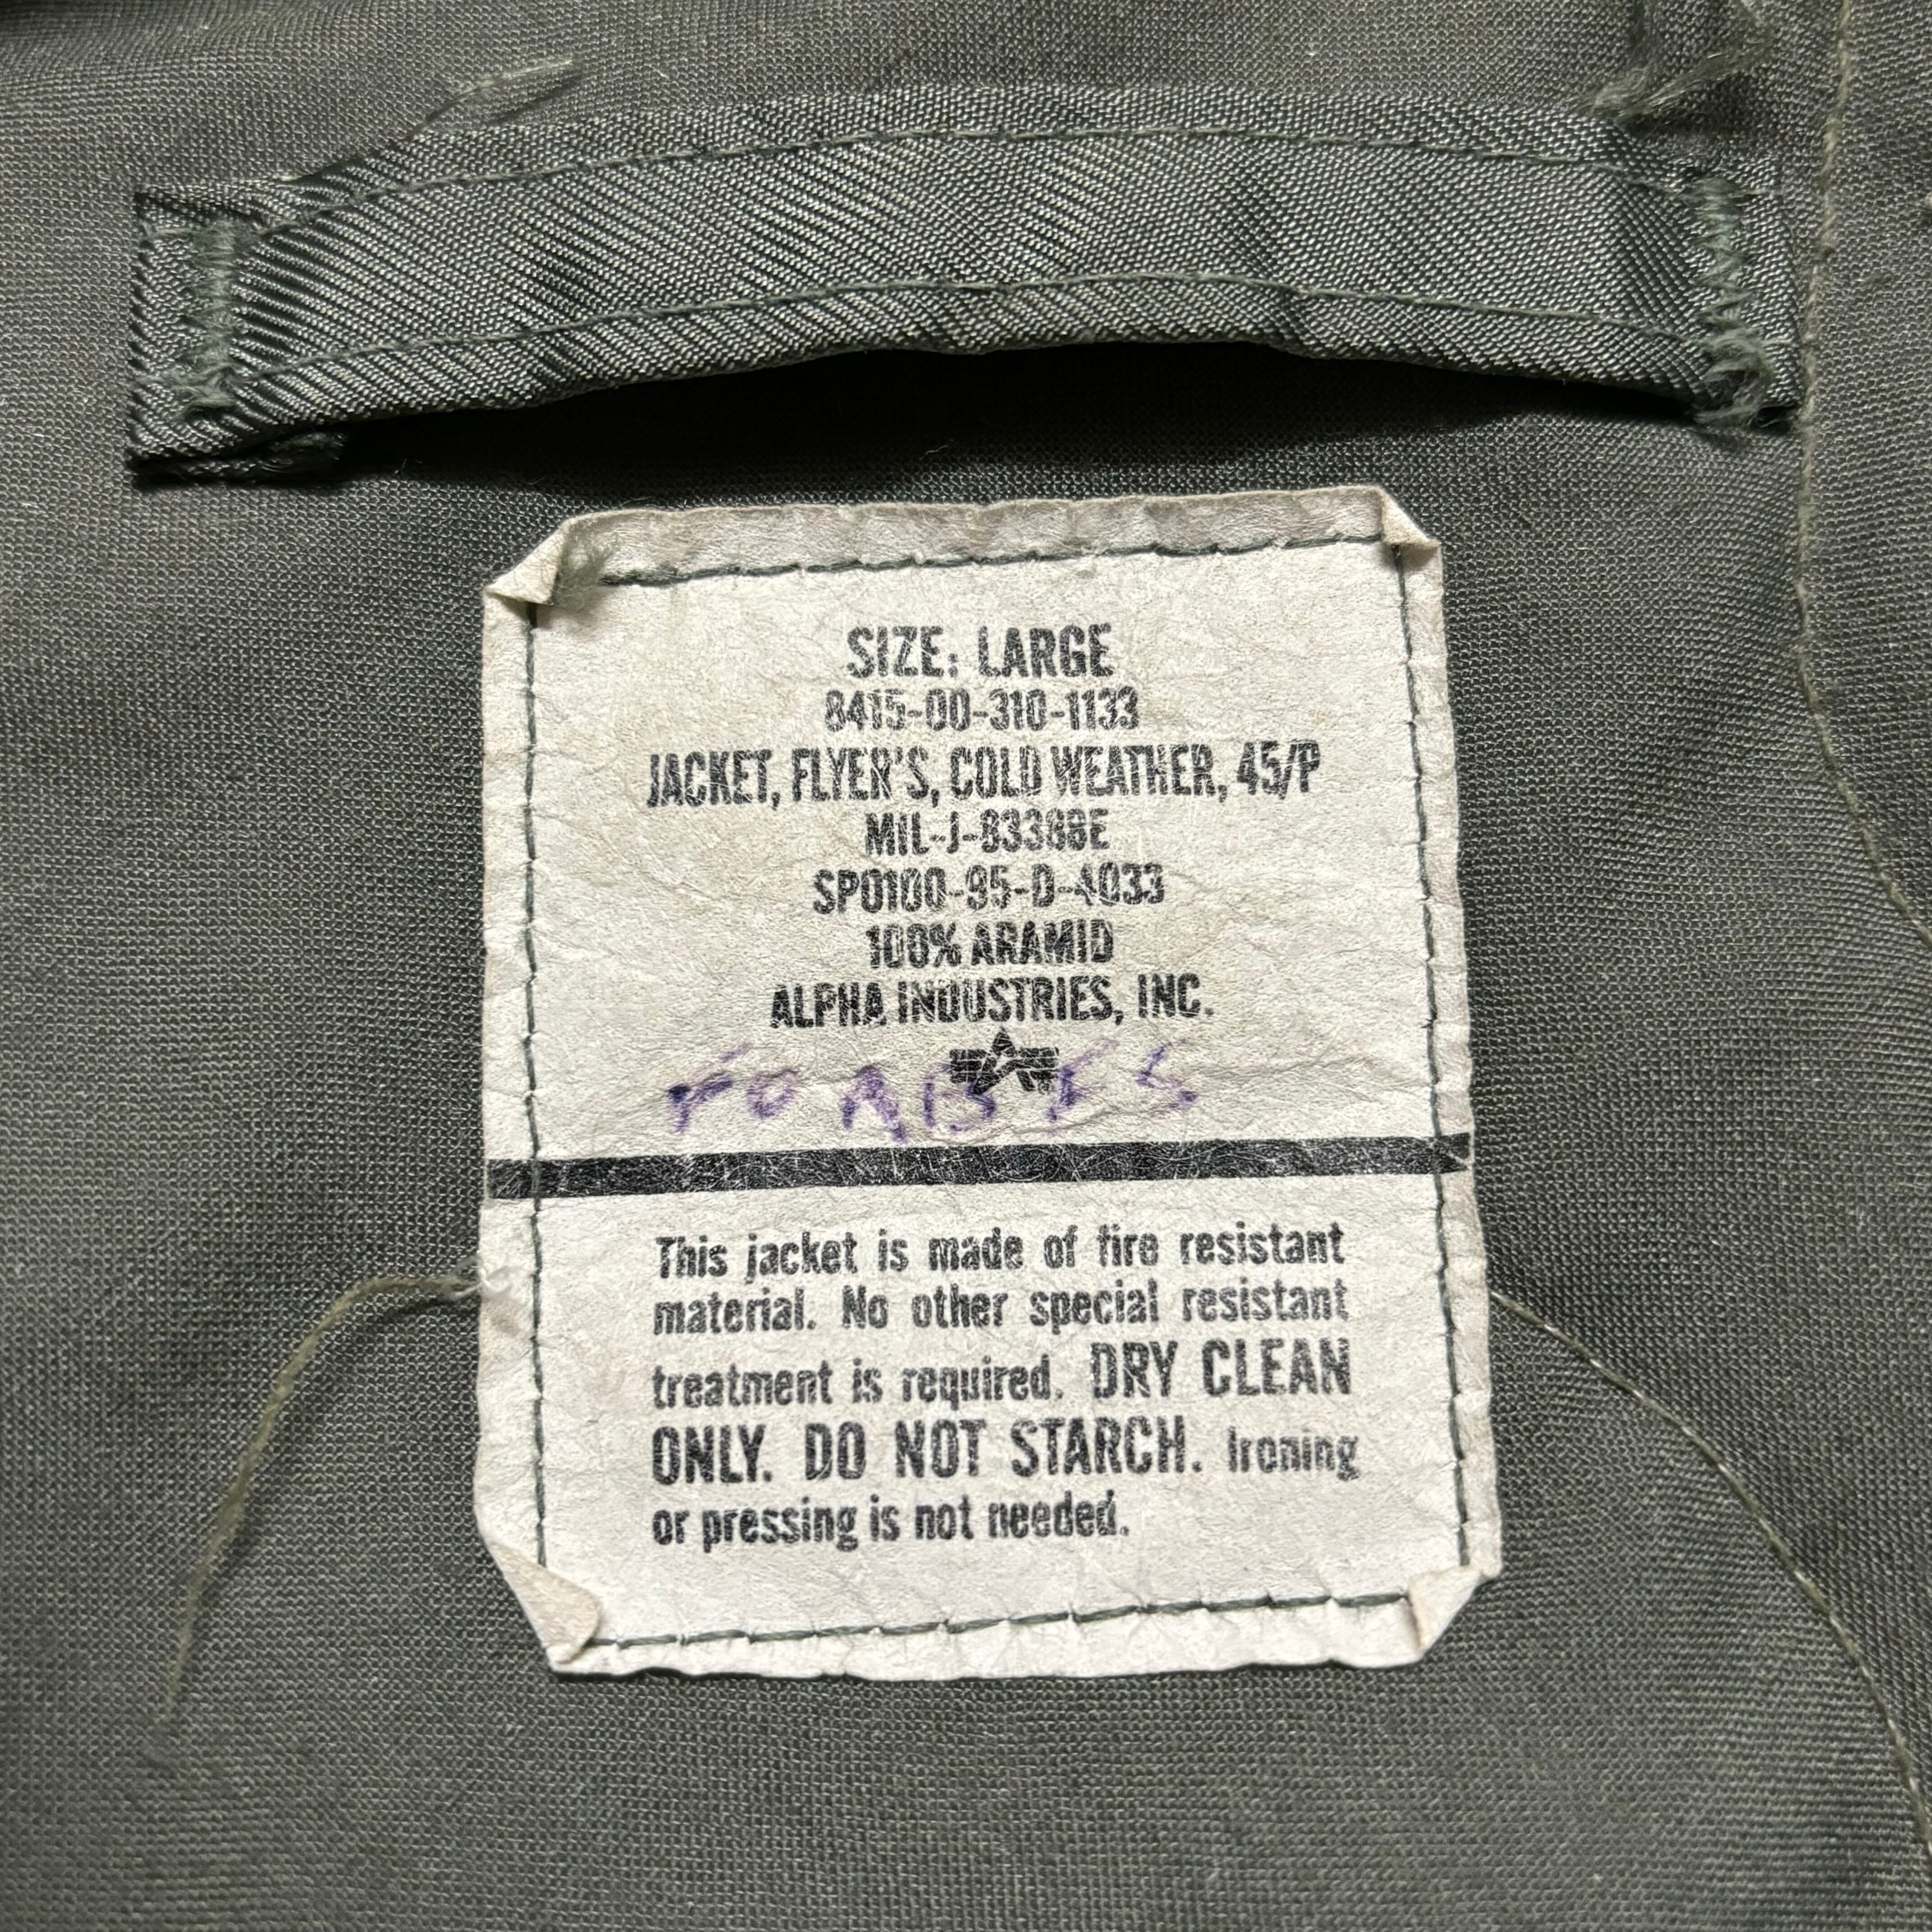 SIZE: LARGE
8415-00-310-1133
JACKET, FLYER'S, COLD WEATHER, 45/P
MIL-J-83388E
SP0100-95-D-4033
100% ARAMID
ALPHA INDUSTRIES, INC.
FORBES
This jacket is made of fire resistant
material. No other special resistant
treatment is required. DRY CLEAN
ONLY. DO NOT STARCH. Ironing
or pressing is not needed.